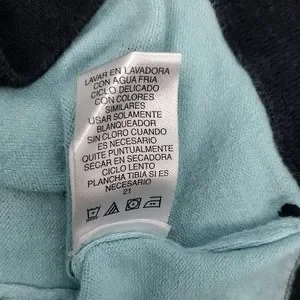 LAVAR EN LAVADORA
CON AGUA FRIA
CICLO DELICADO
CON COLORES
SIMILARES
USAR SOLAMENTE
BLANQUEADOR
SIN CLORO CUANDO
ES NECESARIO
QUITE PUNTUALMENTE
SECAR EN SECADORA
CICLO LENTO
PLANCHA TIBIA SI ES
NECESARIO
21